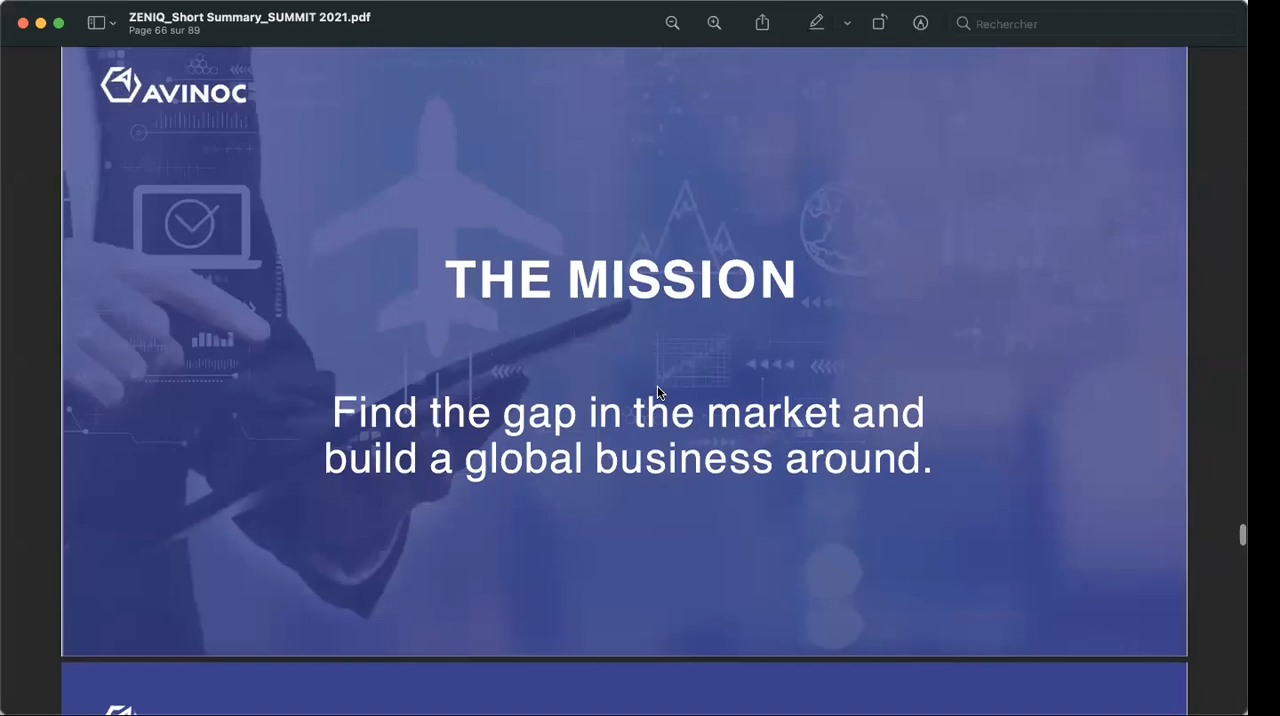 ZENIQ_Short Summary_SUMMIT 2021.pdf
Page 66 sur 89
Rechercher
AVINOC
THE MISSION
Find the gap in the market and
build a global business around.